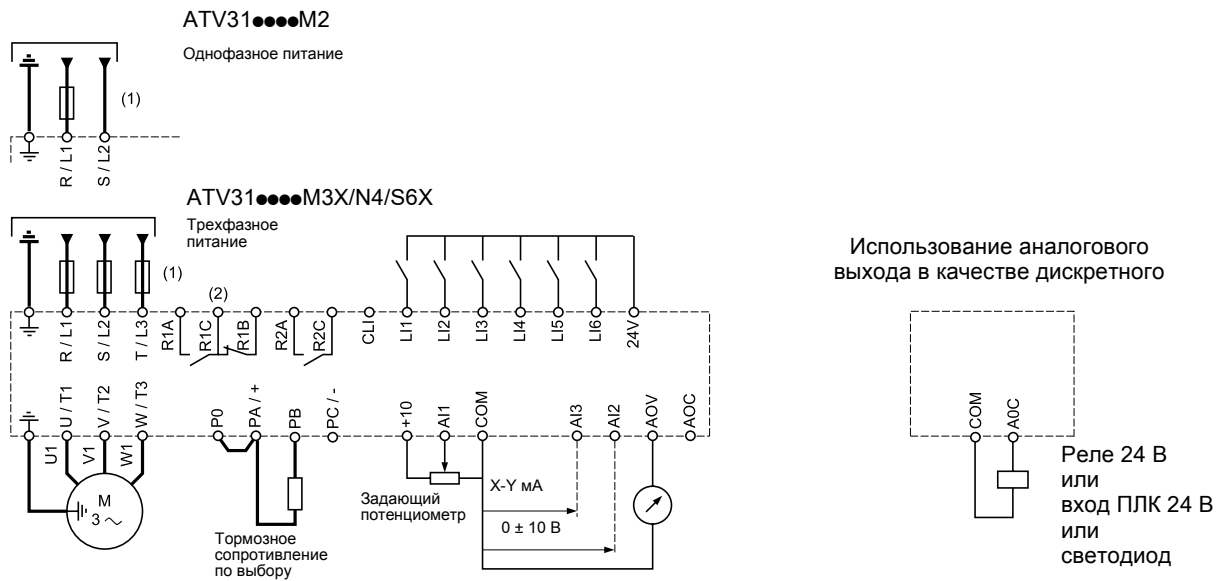 ATV31●●●●M2
Однофазное питание
(1)
R / L1
S / L2
ATV31●●●●M3X/N4/S6X
Трехфазное
питание
(1)
(2)
R / L1
S / L2
T / L3
R1A
R1C
R1B
R2A
R2C
CLI
LI1
LI2
LI3
LI4
LI5
LI6
24V
U / T1
V / T2
W / T3
P0
PA / +
PB
PC / -
+10
AI1
COM
AI3
AI2
AOV
AOC
U1
V1
W1
M
3 ~
Тормозное
сопротивление
по выбору
Задающий
потенциометр
X-Y мА
0 ± 10 В
Использование аналогового
выхода в качестве дискретного
COM
A0C
Реле 24 В
или
вход ПЛК 24 В
или
светодиод